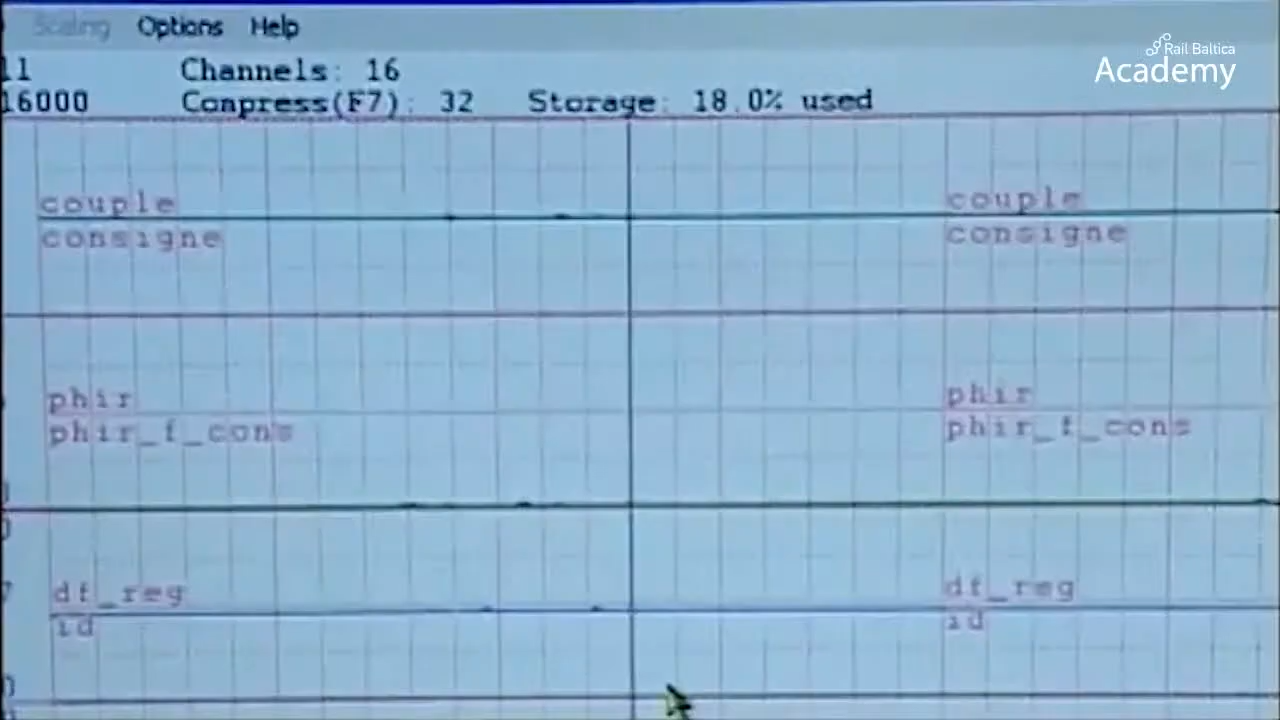 Scaling Options Help
Rail Baltica
Academy
11 Channels: 16
16000 Compress(F7): 32 Storage: 18.0% used
couple couple
consigne consigne
phir phir
phir_f_cons phir_f_cons
df_reg df_reg
id id